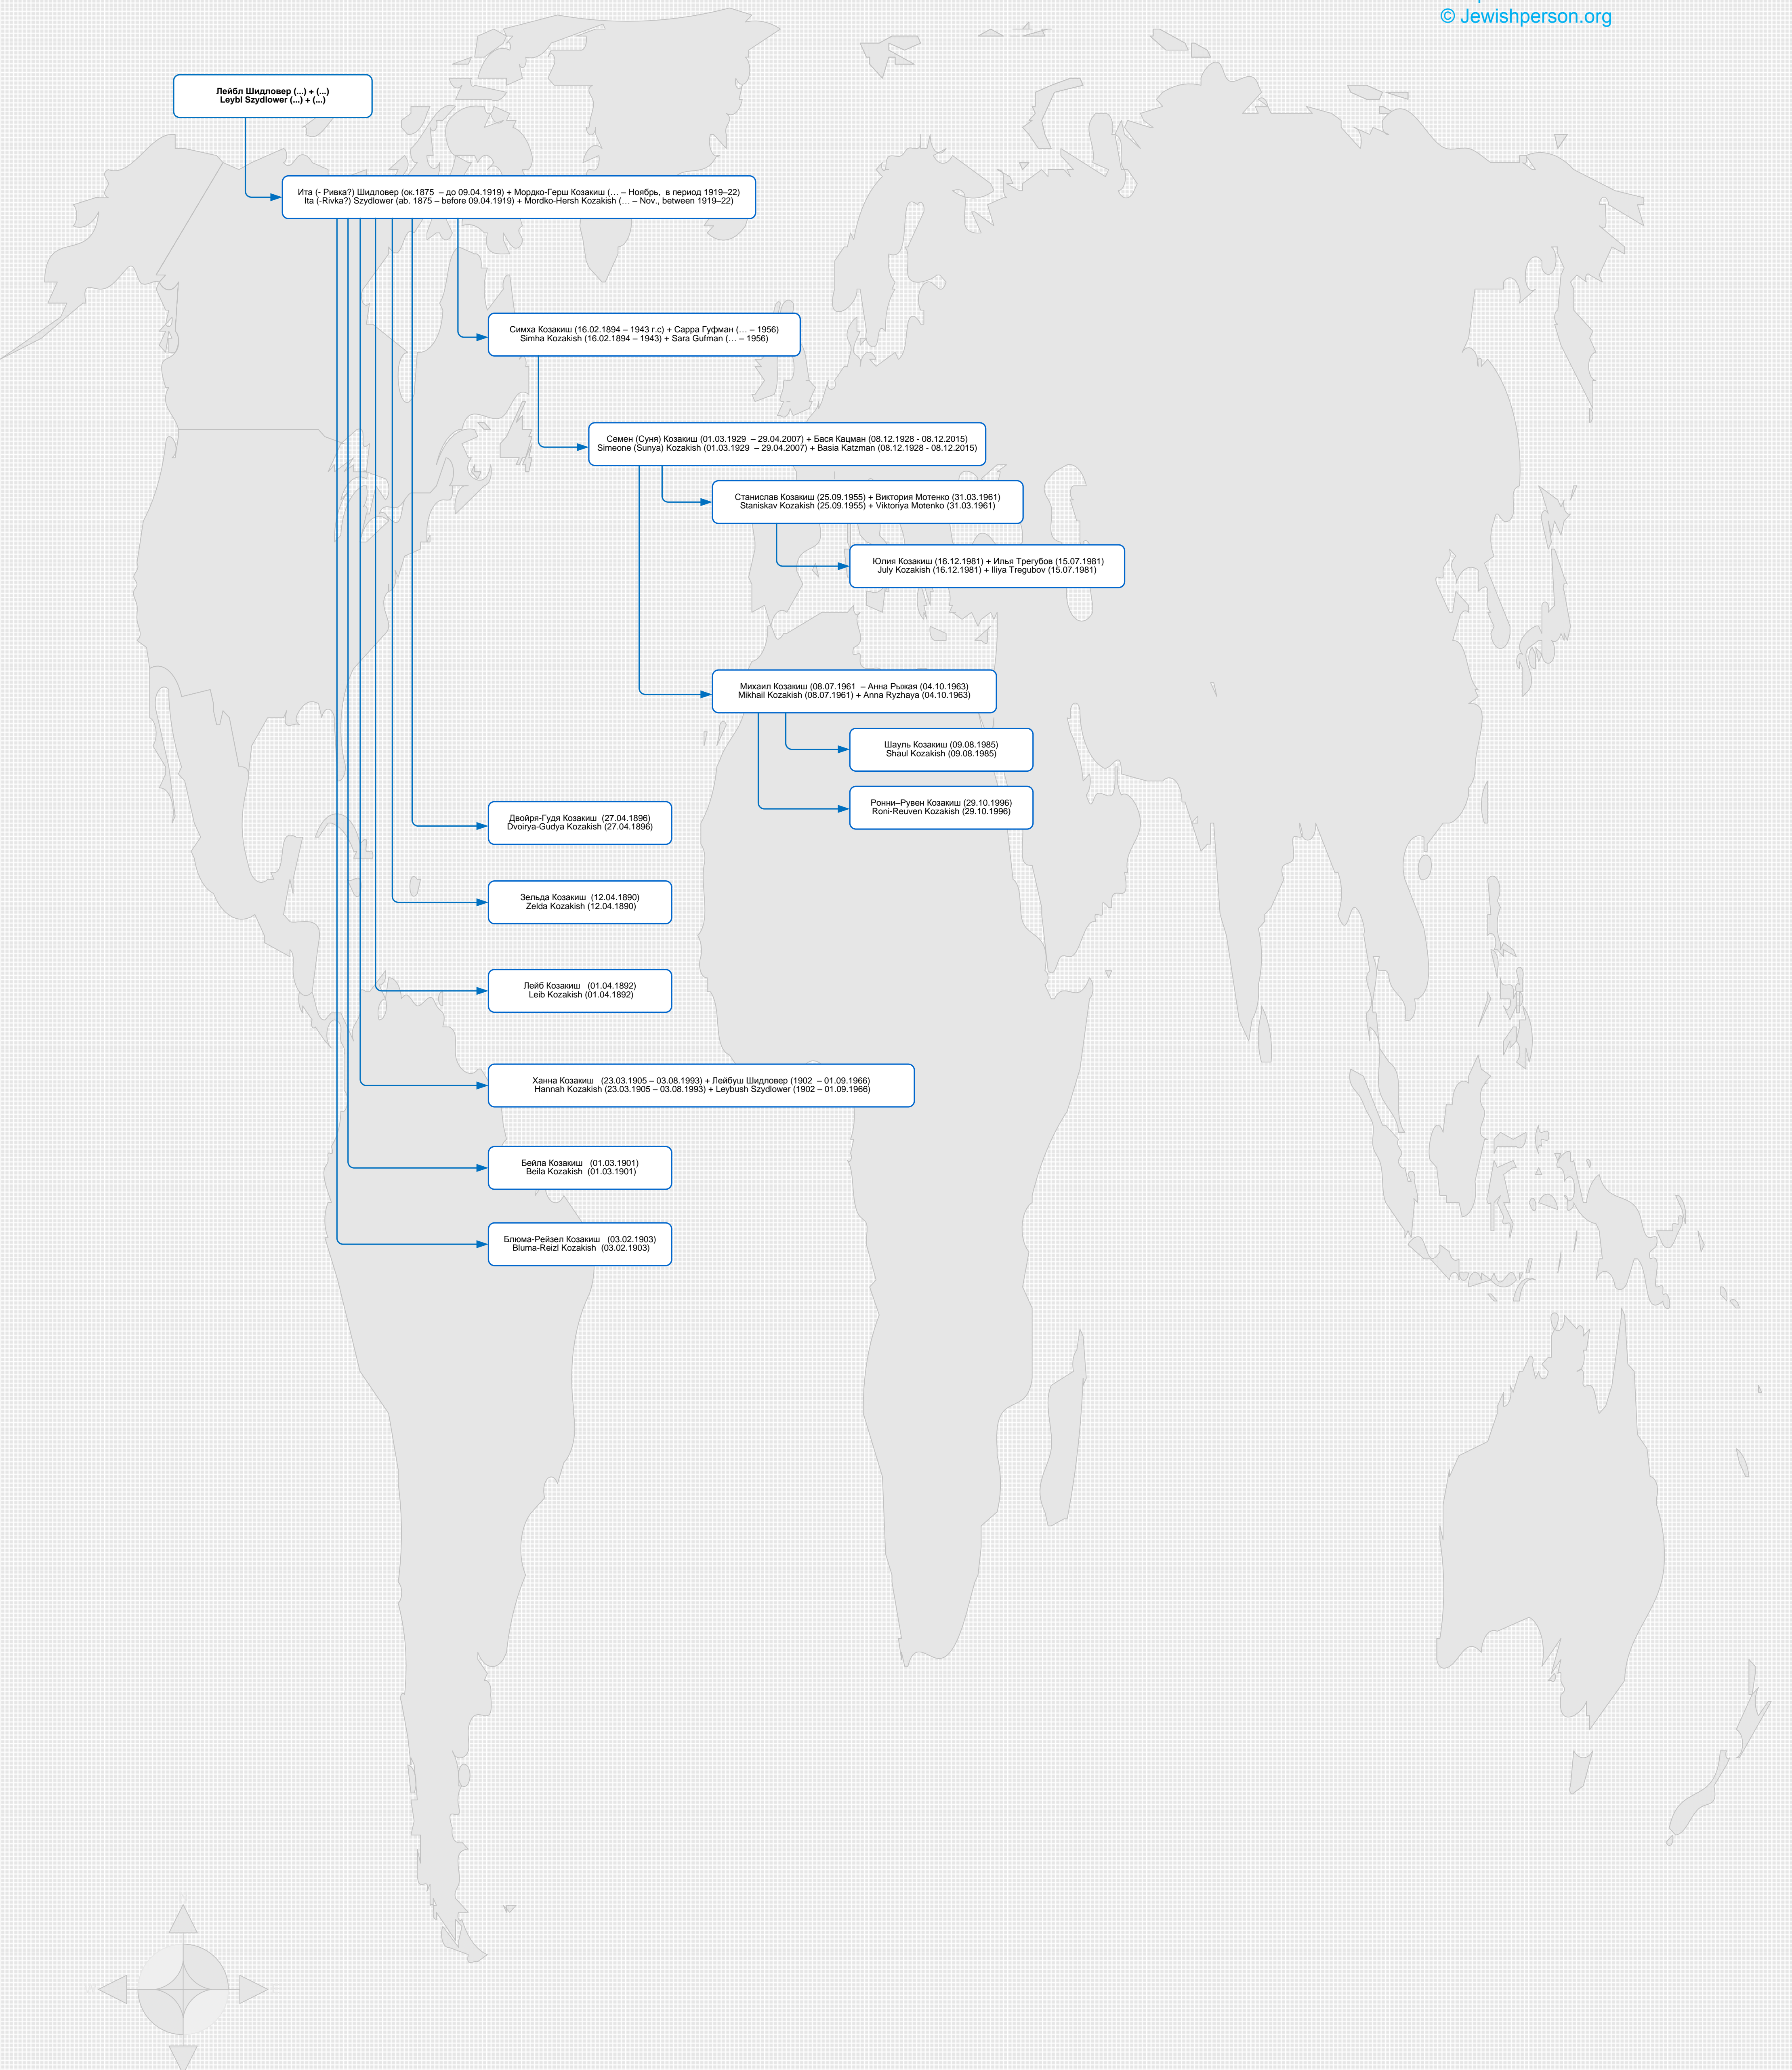 © Jewishperson.org
Лейбл Шидловер (...) + (...)
Leybl Szydlower (...) + (...)
Ита (- Ривка?) Шидловер (ок.1875 – до 09.04.1919) + Мордко-Герш Козакиш (… – Ноябрь, в период 1919–22)
Ita (-Rivka?) Szydlower (ab. 1875 – before 09.04.1919) + Mordko-Hersh Kozakish (… – Nov., between 1919–22)
Симха Козакиш (16.02.1894 – 1943 г.с) + Сарра Гуфман (… – 1956)
Simha Kozakish (16.02.1894 – 1943) + Sara Gufman (… – 1956)
Семен (Суня) Козакиш (01.03.1929 – 29.04.2007) + Бася Кацман (08.12.1928 - 08.12.2015)
Simeone (Sunya) Kozakish (01.03.1929 – 29.04.2007) + Basia Katzman (08.12.1928 - 08.12.2015)
Станислав Козакиш (25.09.1955) + Виктория Мотенко (31.03.1961)
Staniskav Kozakish (25.09.1955) + Viktoriya Motenko (31.03.1961)
Юлия Козакиш (16.12.1981) + Илья Трегубов (15.07.1981)
July Kozakish (16.12.1981) + Iliya Tregubov (15.07.1981)
Михаил Козакиш (08.07.1961 – Анна Рыжая (04.10.1963)
Mikhail Kozakish (08.07.1961) + Anna Ryzhaya (04.10.1963)
Шауль Козакиш (09.08.1985)
Shaul Kozakish (09.08.1985)
Ронни–Рувен Козакиш (29.10.1996)
Roni-Reuven Kozakish (29.10.1996)
Двойря-Гудя Козакиш (27.04.1896)
Dvoirya-Gudya Kozakish (27.04.1896)
Зельда Козакиш (12.04.1890)
Zelda Kozakish (12.04.1890)
Лейб Козакиш (01.04.1892)
Leib Kozakish (01.04.1892)
Ханна Козакиш (23.03.1905 – 03.08.1993) + Лейбуш Шидловер (1902 – 01.09.1966)
Hannah Kozakish (23.03.1905 – 03.08.1993) + Leybush Szydlower (1902 – 01.09.1966)
Бейла Козакиш (01.03.1901)
Beila Kozakish (01.03.1901)
Блюма-Рейзел Козакиш (03.02.1903)
Bluma-Reizl Kozakish (03.02.1903)